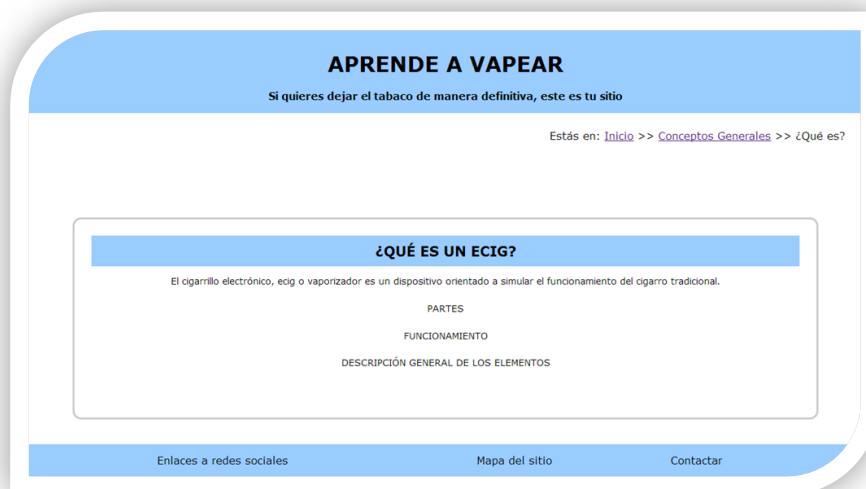 APRENDE A VAPEAR
Si quieres dejar el tabaco de manera definitiva, este es tu sitio
Estás en: Inicio >> Conceptos Generales >> ¿Qué es?
¿QUÉ ES UN ECIG?
El cigarrillo electrónico, ecig o vaporizador es un dispositivo orientado a simular el funcionamiento del cigarro tradicional.
PARTES
FUNCIONAMIENTO
DESCRIPCIÓN GENERAL DE LOS ELEMENTOS
Enlaces a redes sociales Mapa del sitio Contactar